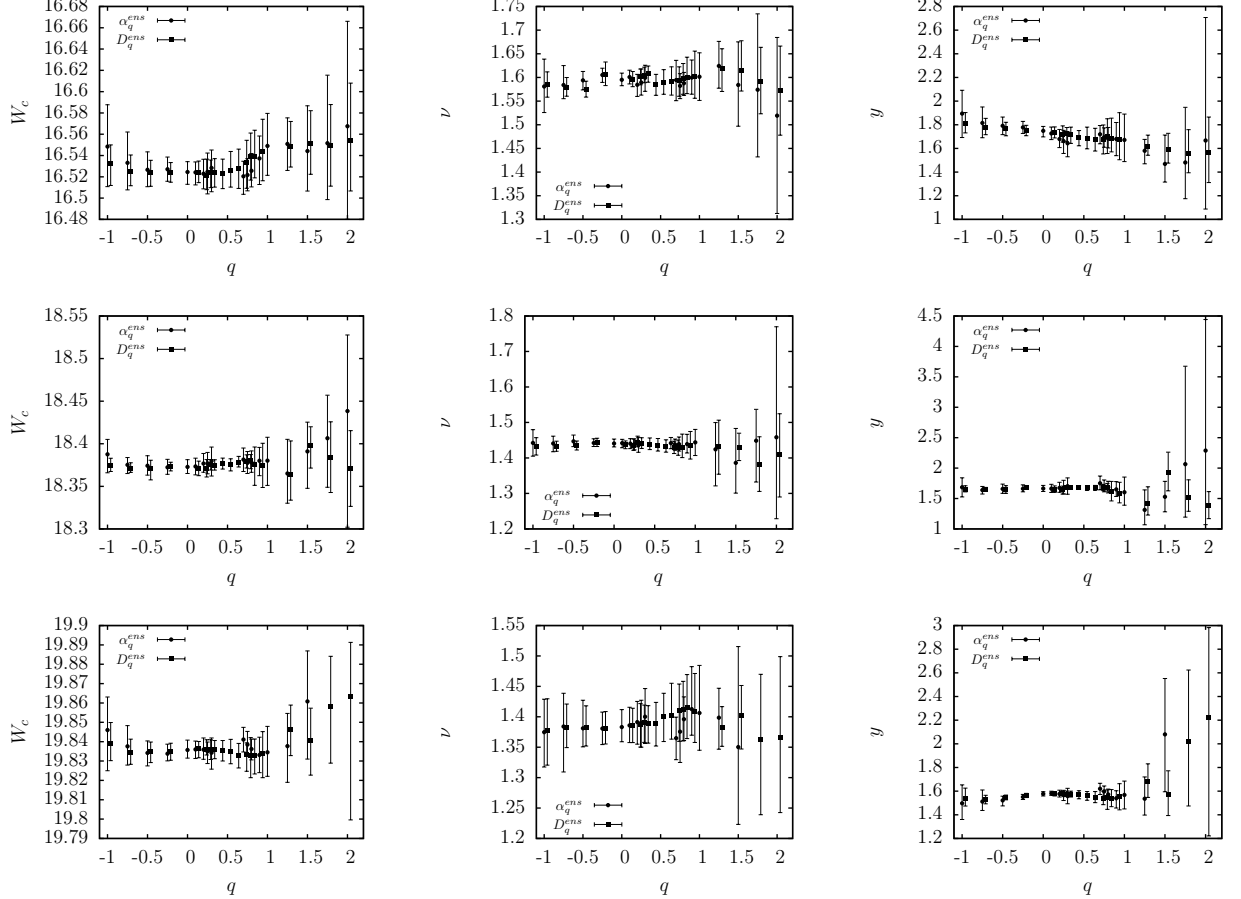 W_c
16.68
16.66
16.64
16.62
16.6
16.58
16.56
16.54
16.52
16.5
16.48
α_q^{ens}
D_q^{ens}
-1 -0.5 0 0.5 1 1.5 2
q
ν
1.75
1.7
1.65
1.6
1.55
1.5
1.45
1.4
1.35
1.3
α_q^{ens}
D_q^{ens}
-1 -0.5 0 0.5 1 1.5 2
q
y
2.8
2.6
2.4
2.2
2
1.8
1.6
1.4
1.2
1
α_q^{ens}
D_q^{ens}
-1 -0.5 0 0.5 1 1.5 2
q
W_c
18.55
18.5
18.45
18.4
18.35
18.3
α_q^{ens}
D_q^{ens}
-1 -0.5 0 0.5 1 1.5 2
q
ν
1.8
1.7
1.6
1.5
1.4
1.3
1.2
α_q^{ens}
D_q^{ens}
-1 -0.5 0 0.5 1 1.5 2
q
y
4.5
4
3.5
3
2.5
2
1.5
1
α_q^{ens}
D_q^{ens}
-1 -0.5 0 0.5 1 1.5 2
q
W_c
19.9
19.89
19.88
19.87
19.86
19.85
19.84
19.83
19.82
19.81
19.8
19.79
α_q^{ens}
D_q^{ens}
-1 -0.5 0 0.5 1 1.5 2
q
ν
1.55
1.5
1.45
1.4
1.35
1.3
1.25
1.2
α_q^{ens}
D_q^{ens}
-1 -0.5 0 0.5 1 1.5 2
q
y
3
2.8
2.6
2.4
2.2
2
1.8
1.6
1.4
1.2
α_q^{ens}
D_q^{ens}
-1 -0.5 0 0.5 1 1.5 2
q